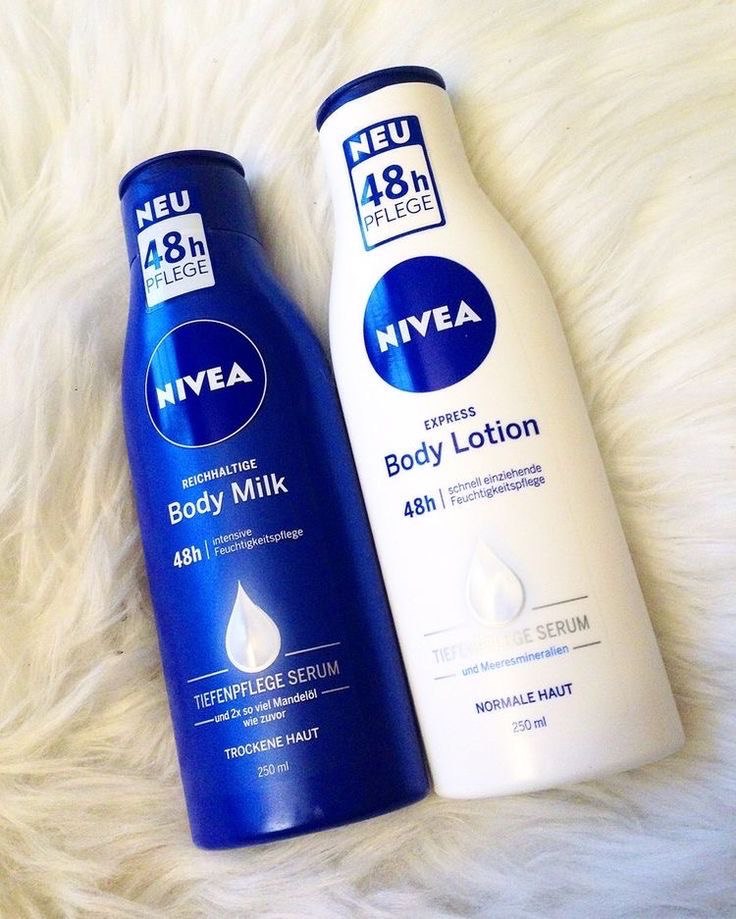 NEU
48h
PFLEGE
NIVEA
REICHHALTIGE
Body Milk
48h
intensive
Feuchtigkeitspflege
TIEFENPFLEGE SERUM
und 2x so viel Mandelöl
wie zuvor
TROCKENE HAUT
250 ml
NEU
48h
PFLEGE
NIVEA
EXPRESS
Body Lotion
48h
schnell einziehende
Feuchtigkeitspflege
TIEFENPFLEGE SERUM
und Meeresmineralien
NORMALE HAUT
250 ml